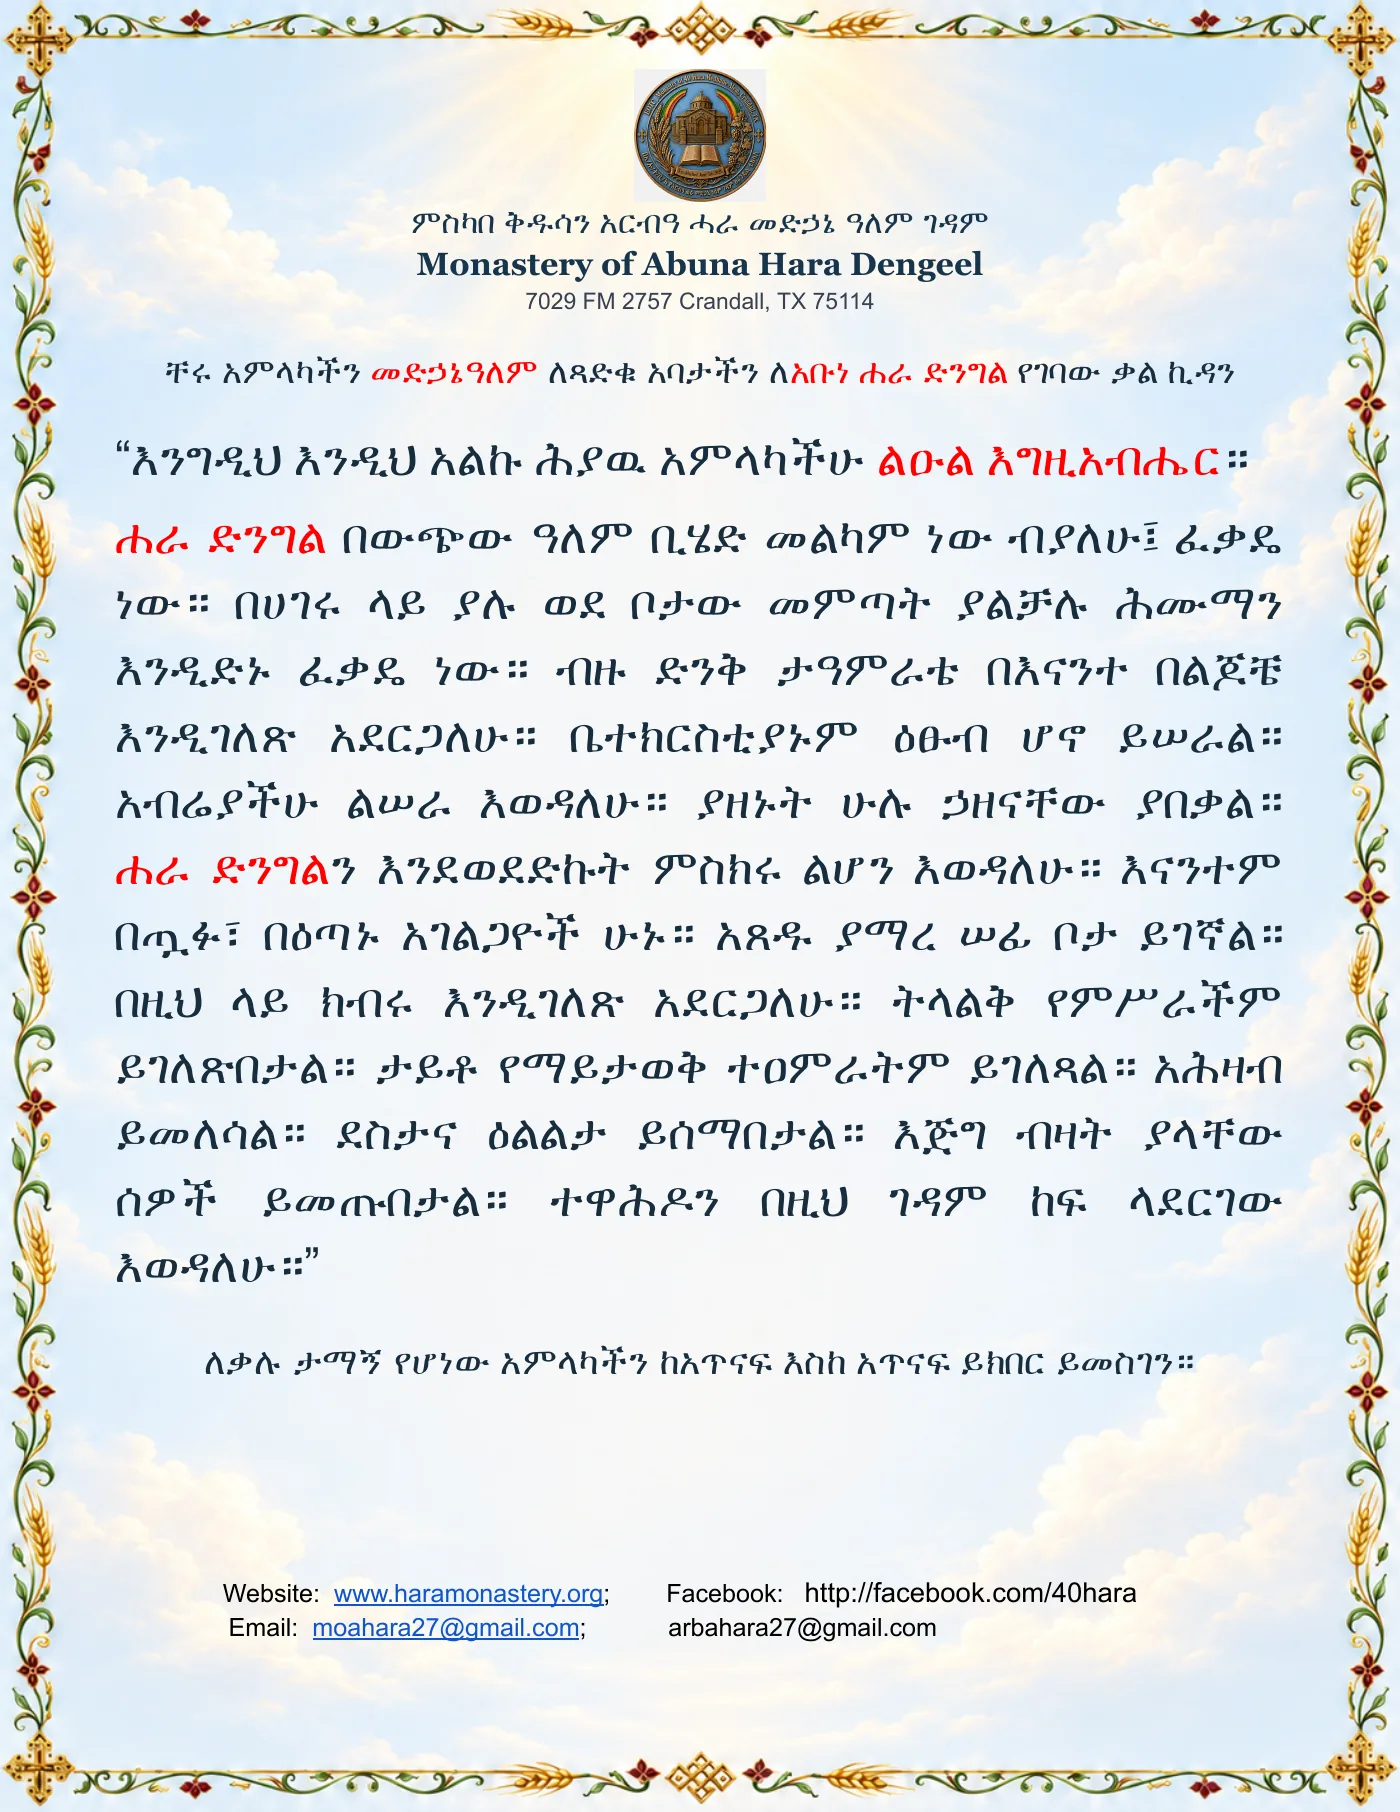 ምስካበ ቅዱሳን አርብዓ ሓራ መድኃኔ ዓለም ገዳም
Monastery of Abuna Hara Dengeel
7029 FM 2757 Crandall, TX 75114
ቸሩ አምላካችን መድኃኔዓለም ለጻድቁ አባታችን ለአቡነ ሐራ ድንግል የገባው ቃል ኪዳን
“እንግዲህ እንዲህ አልኩ ሕያዉ አምላካችሁ ልዑል እግዚአብሔር።
ሐራ ድንግል በውጭው ዓለም ቢሄድ መልካም ነው ብያለሁ፤ ፈቃዴ
ነው። በሀገሩ ላይ ያሉ ወደ ቦታው መምጣት ያልቻሉ ሕሙማን
እንዲድኑ ፈቃዴ ነው። ብዙ ድንቅ ታዓምራቴ በእናንተ በልጆቼ
እንዲገለጽ አደርጋለሁ። ቤተክርስቲያኑም ዕፁብ ሆኖ ይሠራል።
አብሬያችሁ ልሠራ እወዳለሁ። ያዘኑት ሁሉ ኃዘናቸው ያበቃል።
ሐራ ድንግልን እንደወደድኩት ምስክሩ ልሆን እወዳለሁ። እናንተም
በጧፉ፣ በዕጣኑ አገልጋዮች ሁኑ። አጸዱ ያማረ ሠፊ ቦታ ይገኛል።
በዚህ ላይ ክብሩ እንዲገለጽ አደርጋለሁ። ትላልቅ የምሥራችም
ይገለጽበታል። ታይቶ የማይታወቅ ተዐምራትም ይገለጻል። አሕዛብ
ይመለሳል። ደስታና ዕልልታ ይሰማበታል። እጅግ ብዛት ያላቸው
ሰዎች ይመጡበታል። ተዋሕዶን በዚህ ገዳም ከፍ ላደርገው
እወዳለሁ።”
ለቃሉ ታማኝ የሆነው አምላካችን ከአጥናፍ እስከ አጥናፍ ይክበር ይመስገን።
Website: www.haramonastery.org; Facebook: http://facebook.com/40hara
Email: moahara27@gmail.com; arbahara27@gmail.com